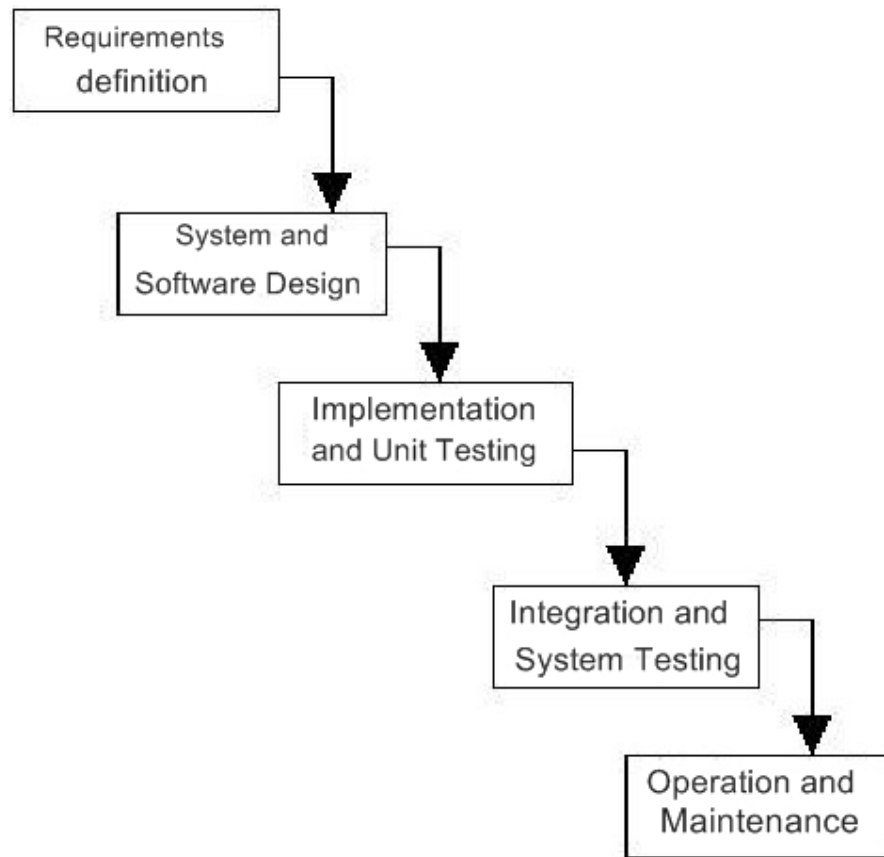 Requirements
definition
System and
Software Design
Implementation
and Unit Testing
Integration and
System Testing
Operation and
Maintenance